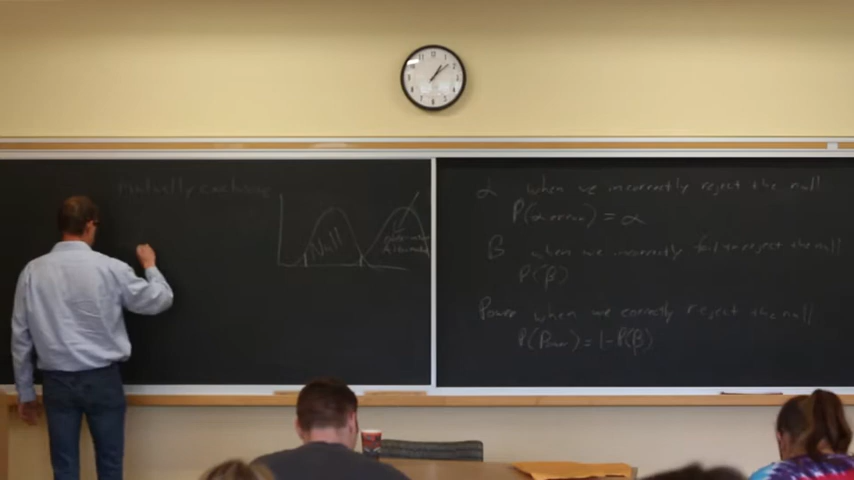 Mutually exclusive
Null
α when we incorrectly reject the null
P(α error) = α
β when we incorrectly fail to reject the null
P(β)
Power when we correctly reject the null
P(Power) = 1 - P(β)